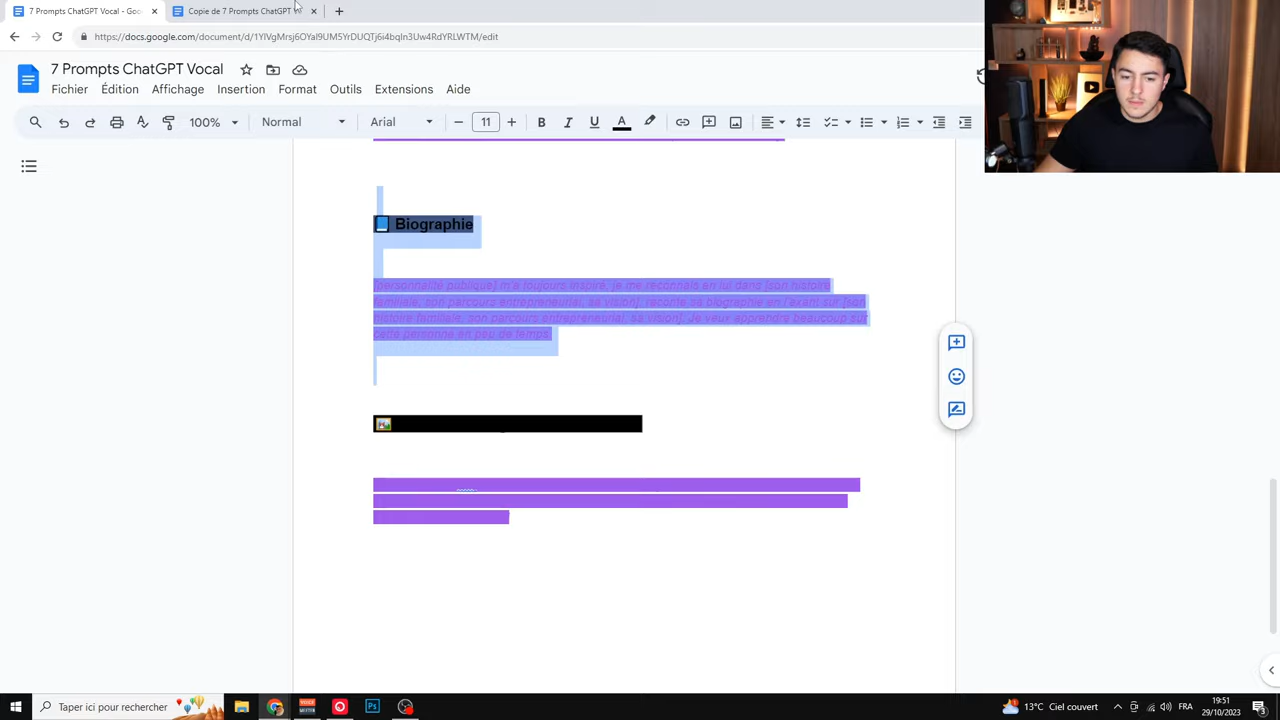 7 Prompts ChatGPT Vocal - Goo
Copie de 7 Prompts ChatGPT V
docs.google.com/document/d/
/edit
7 Prompts ChatGPT Vocal
Fichier Édition Affichage Insertion Format Outils Extensions Aide
100% Normal Arial 11
Biographie
[personnalité publique] m'a toujours inspiré, je me reconnais en lui dans [son histoire
familiale, son parcours entrepreneurial, sa vision], raconte sa biographie en l'axant sur [son
histoire familiale, son parcours entrepreneurial, sa vision]. Je veux apprendre beaucoup sur
cette personne en peu de temps.
Taper ici pour rechercher
13°C Ciel couvert
FRA
19:51
29/10/2023